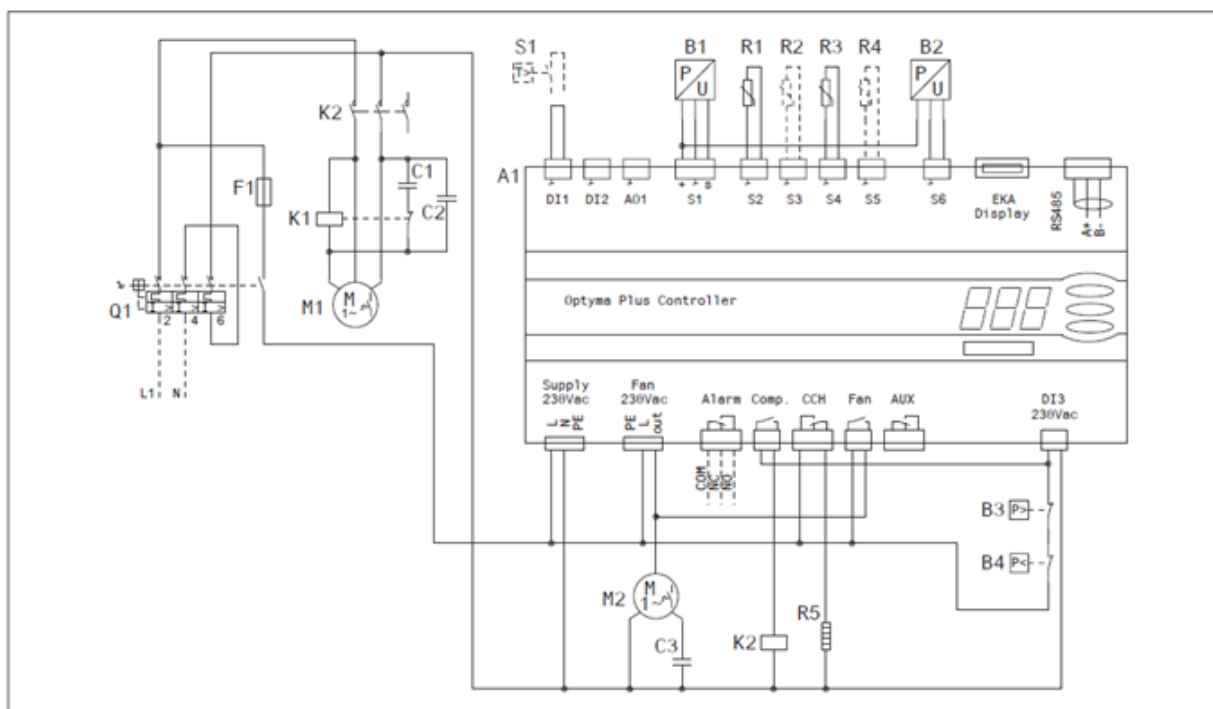 S1 B1 R1 R2 R3 R4 B2
T> P U P U
K2
A1
C1
F1
K1 C2
+ s
DI1 DI2 AO1 S1 S2 S3 S4 S5 S6 EKA Display RS485 A+ B-
M1 M 1~
Q1 I> I> I>
2 4 6
Optyma Plus Controller
L1 N
Supply 230Vac
Fan 230Vac
Alarm Comp. CCH Fan AUX
DI3 230Vac
L N PE
PE L out
COM NC NO
B3 P>
B4 P<
M2 M 1~
R5
C3 K2